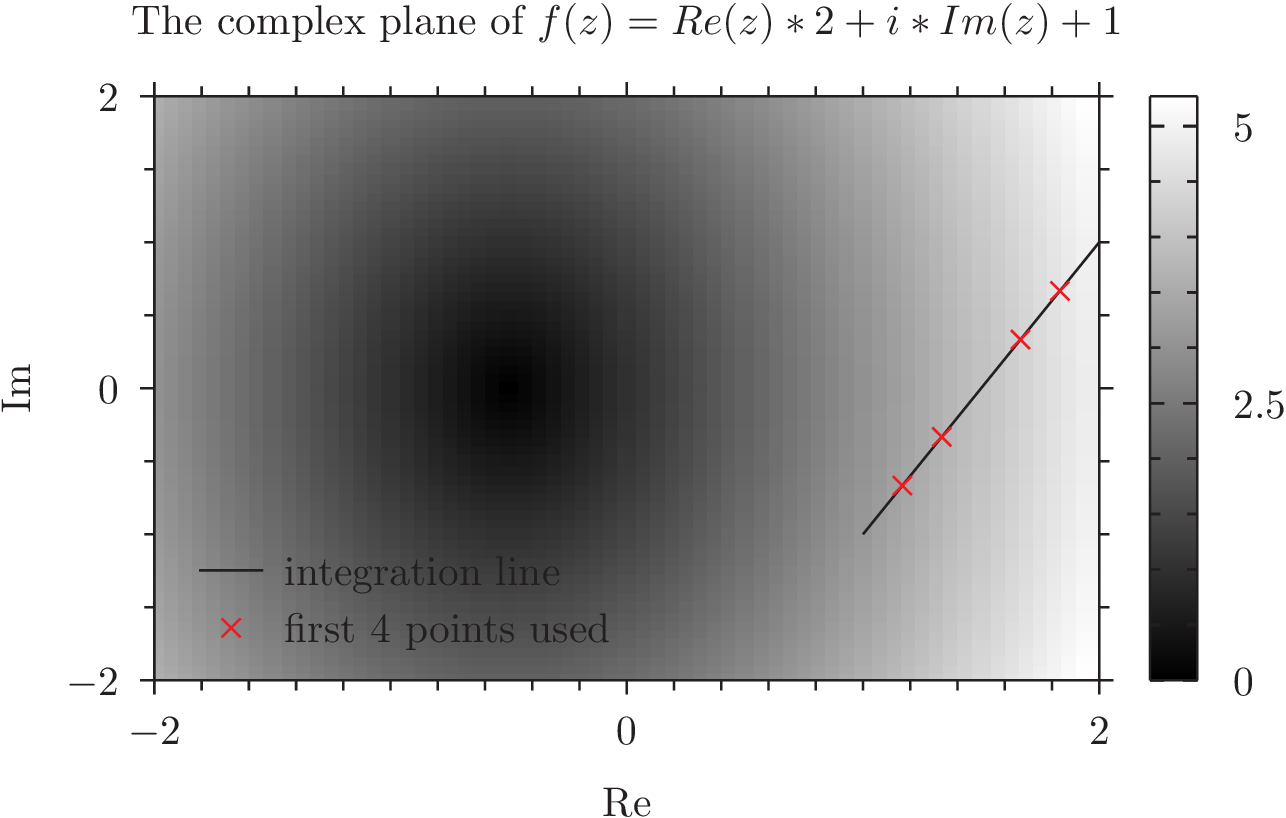 The complex plane of f(z) = Re(z) ∗ 2 + i ∗ Im(z) + 1
2
0
−2
Im
integration line
first 4 points used
−2
0
2
Re
5
2.5
0